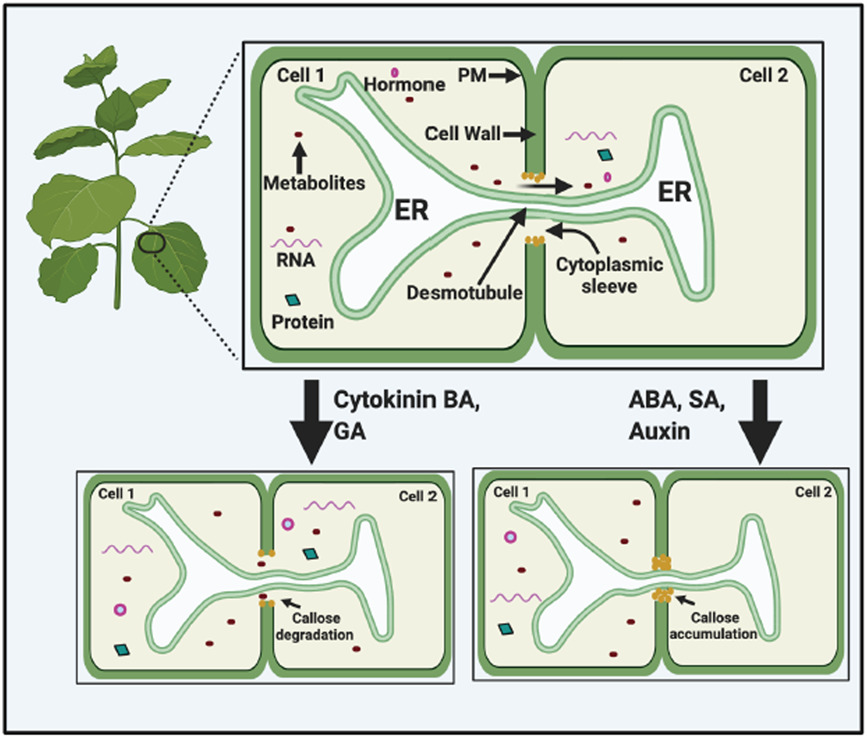 Cell 1
Hormone
PM
Cell 2
Cell Wall
Metabolites
ER
ER
RNA
Desmotubule
Cytoplasmic
sleeve
Protein
Cytokinin BA,
GA
ABA, SA,
Auxin
Cell 1
Cell 2
Callose
degradation
Cell 1
Cell 2
Callose
accumulation